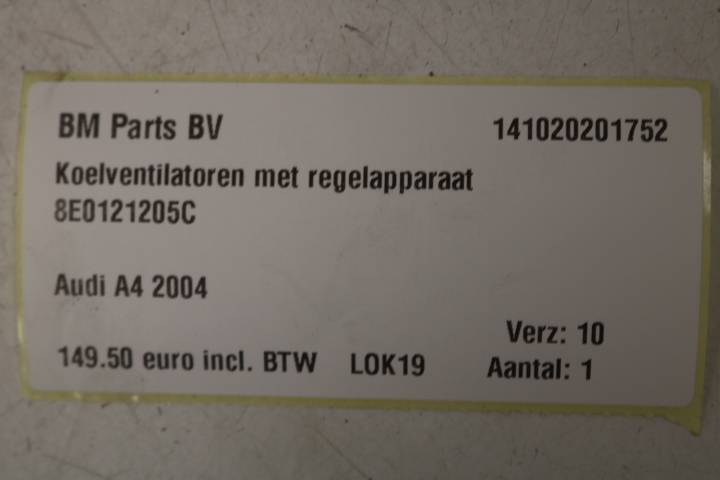 BM Parts BV 141020201752
Koelventilatoren met regelapparaat
8E0121205C
Audi A4 2004
Verz: 10
149.50 euro incl. BTW LOK19 Aantal: 1